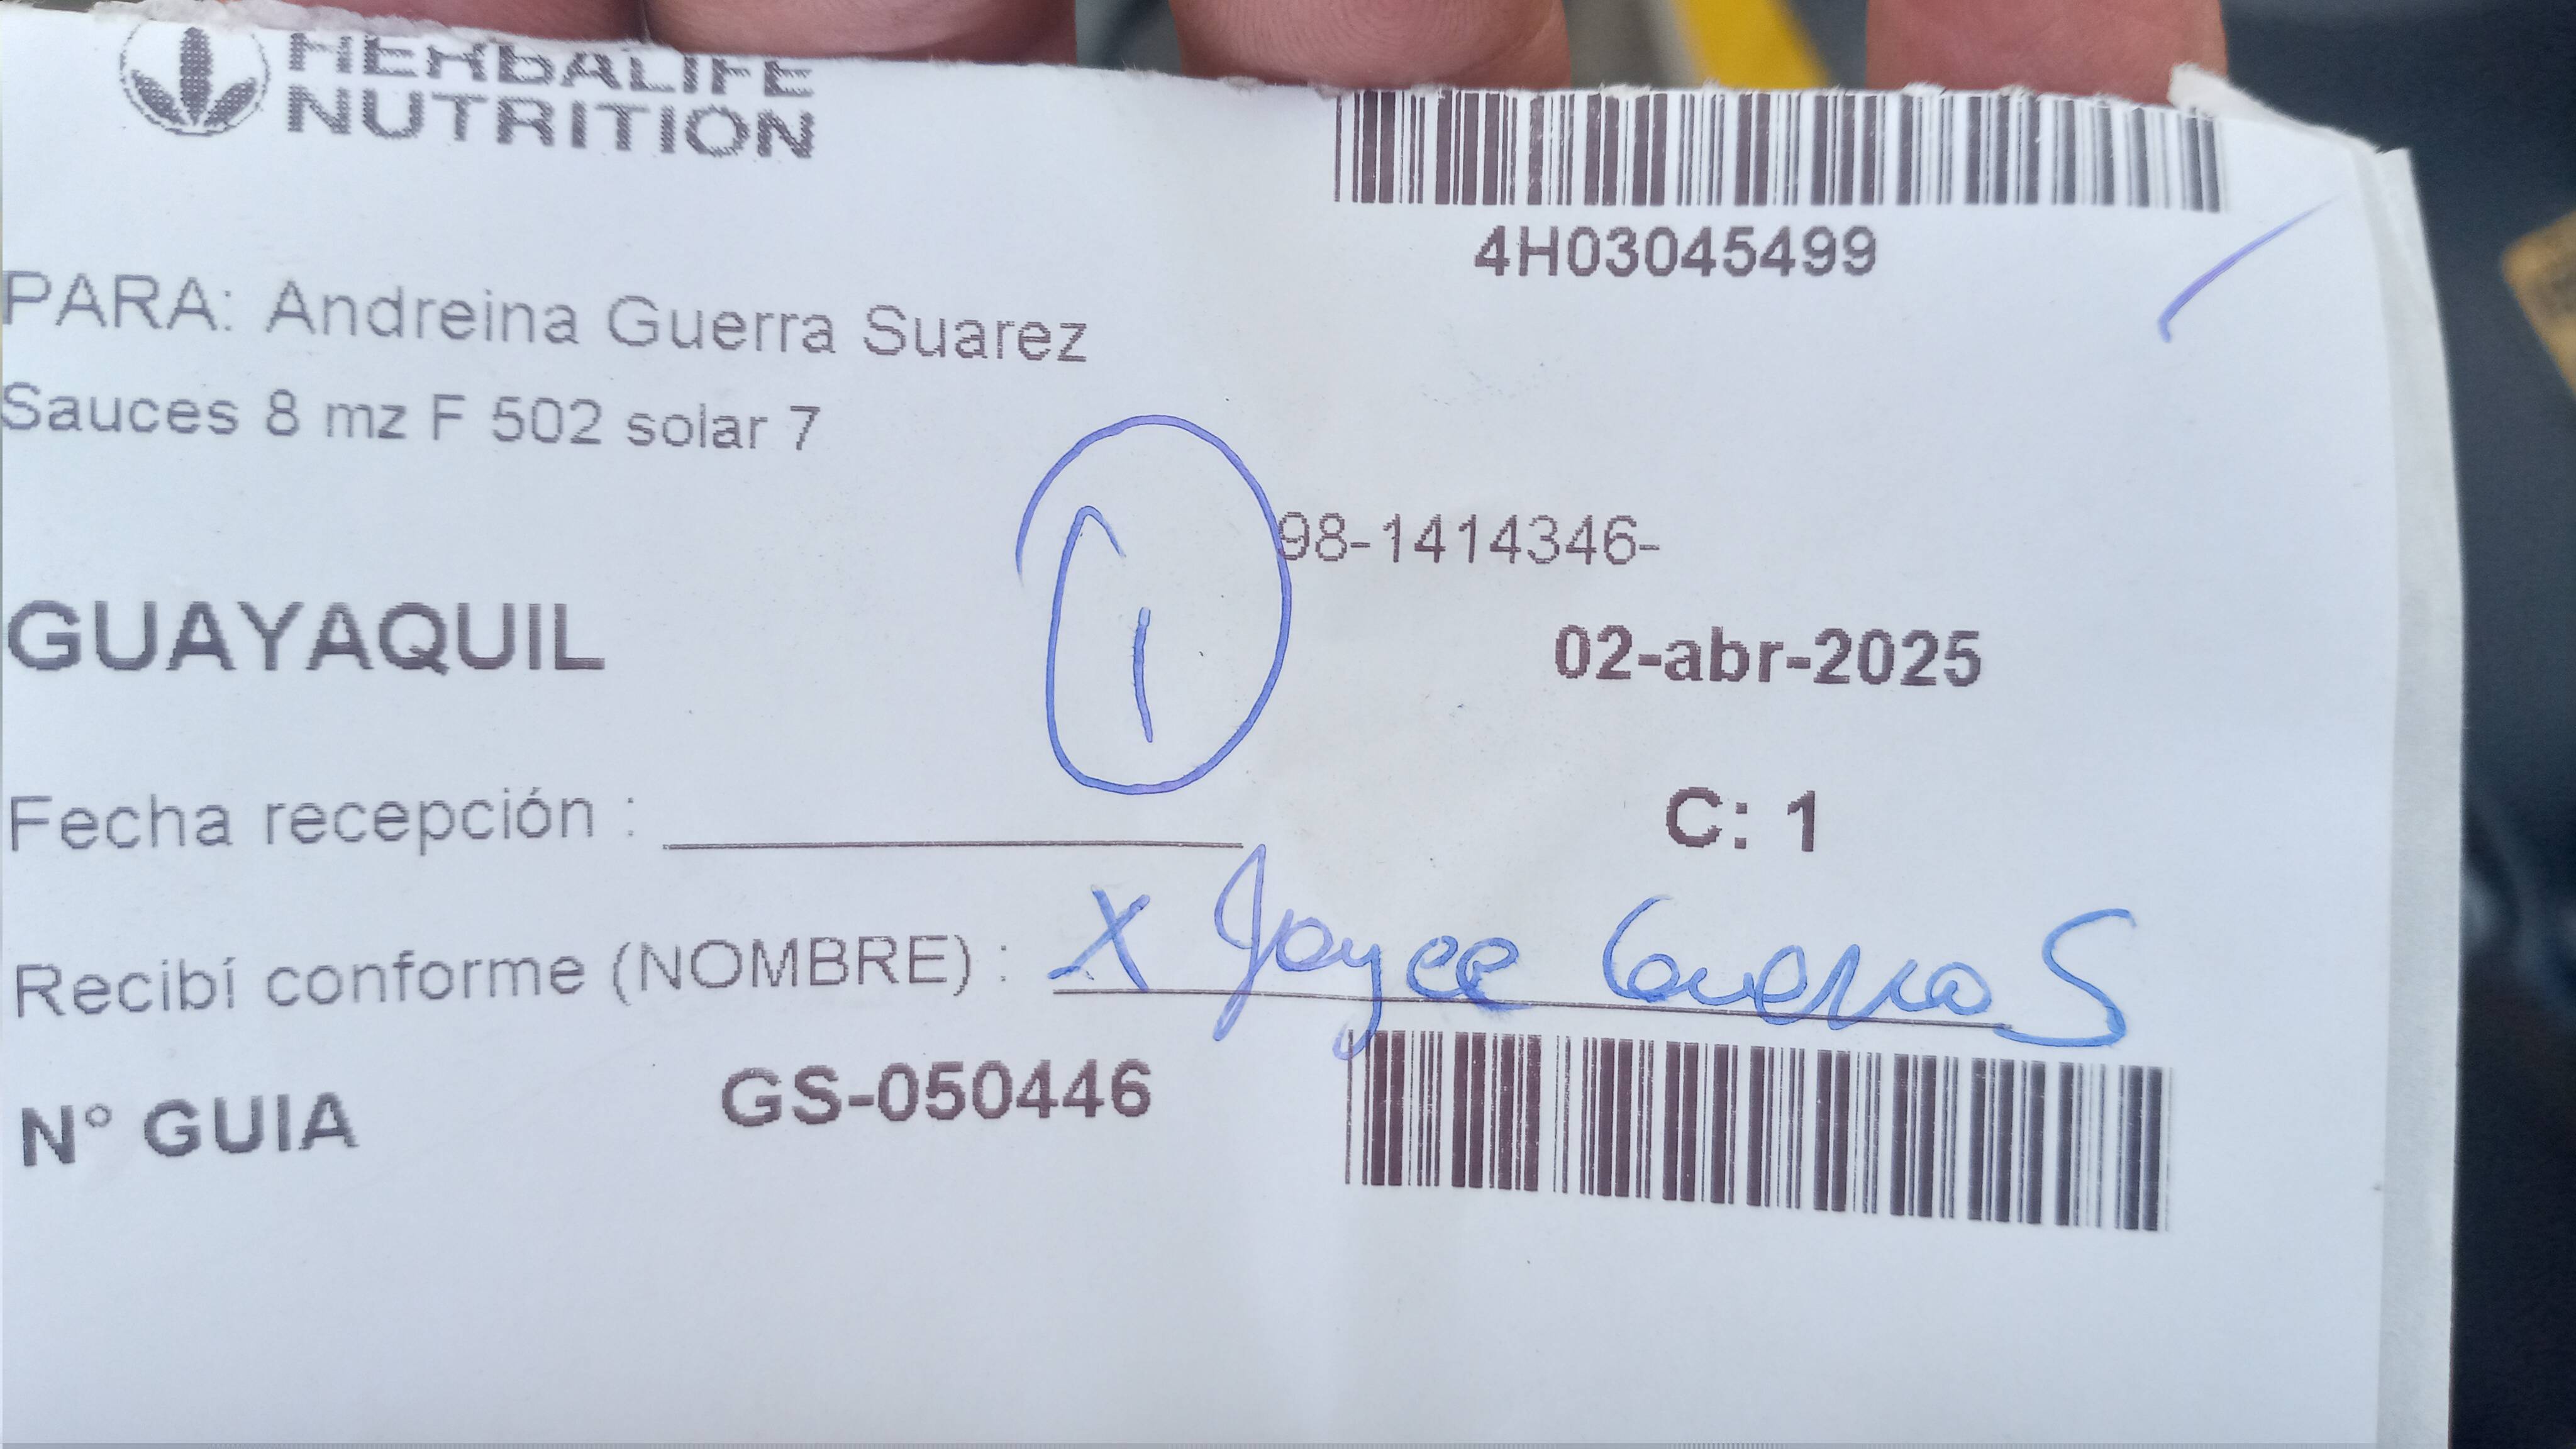 HERBALIFE
NUTRITION
4H03045499
PARA: Andreina Guerra Suarez
Sauces 8 mz F 502 solar 7
1
98-1414346-
GUAYAQUIL
02-abr-2025
Fecha recepción :
C: 1
Recibí conforme (NOMBRE) : X Joyce Guerra S
N° GUIA GS-050446